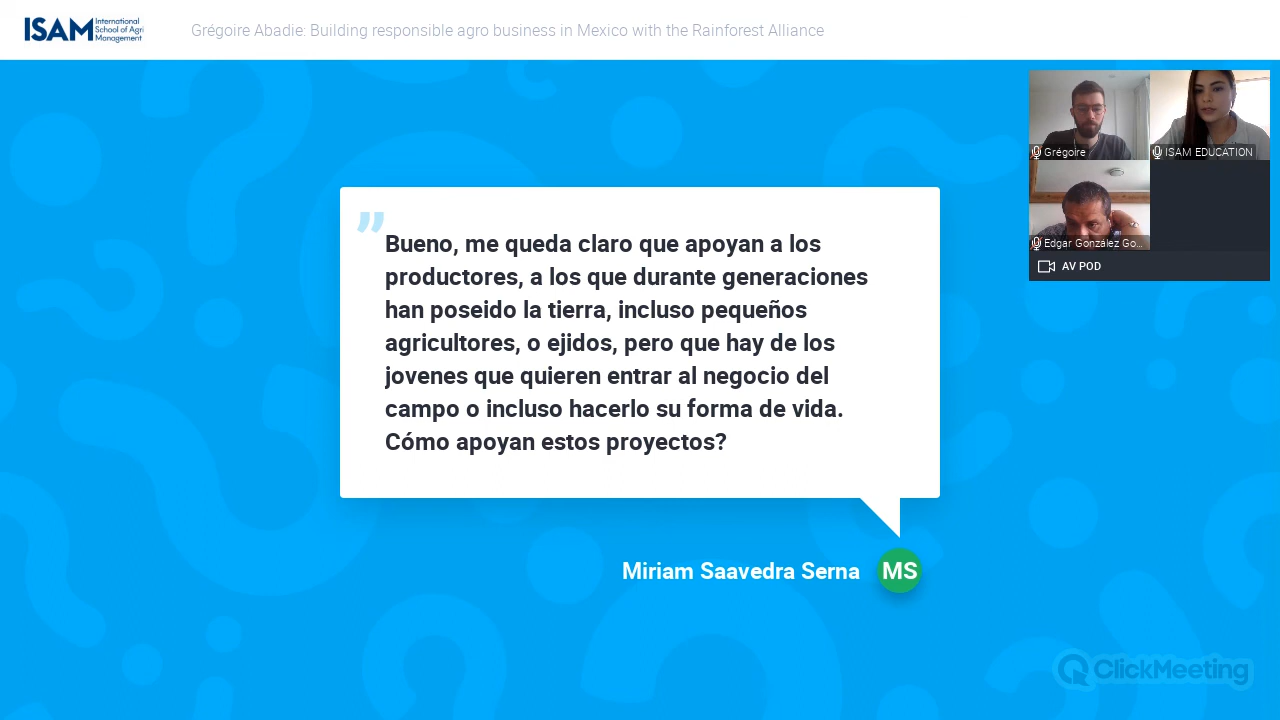 ISAM International
School of Agri
Management
Grégoire Abadie: Building responsible agro business in Mexico with the Rainforest Alliance
Grégoire
ISAM EDUCATION
Edgar González Go...
AV POD
”
Bueno, me queda claro que apoyan a los
productores, a los que durante generaciones
han poseido la tierra, incluso pequeños
agricultores, o ejidos, pero que hay de los
jovenes que quieren entrar al negocio del
campo o incluso hacerlo su forma de vida.
Cómo apoyan estos proyectos?
Miriam Saavedra Serna MS
ClickMeeting